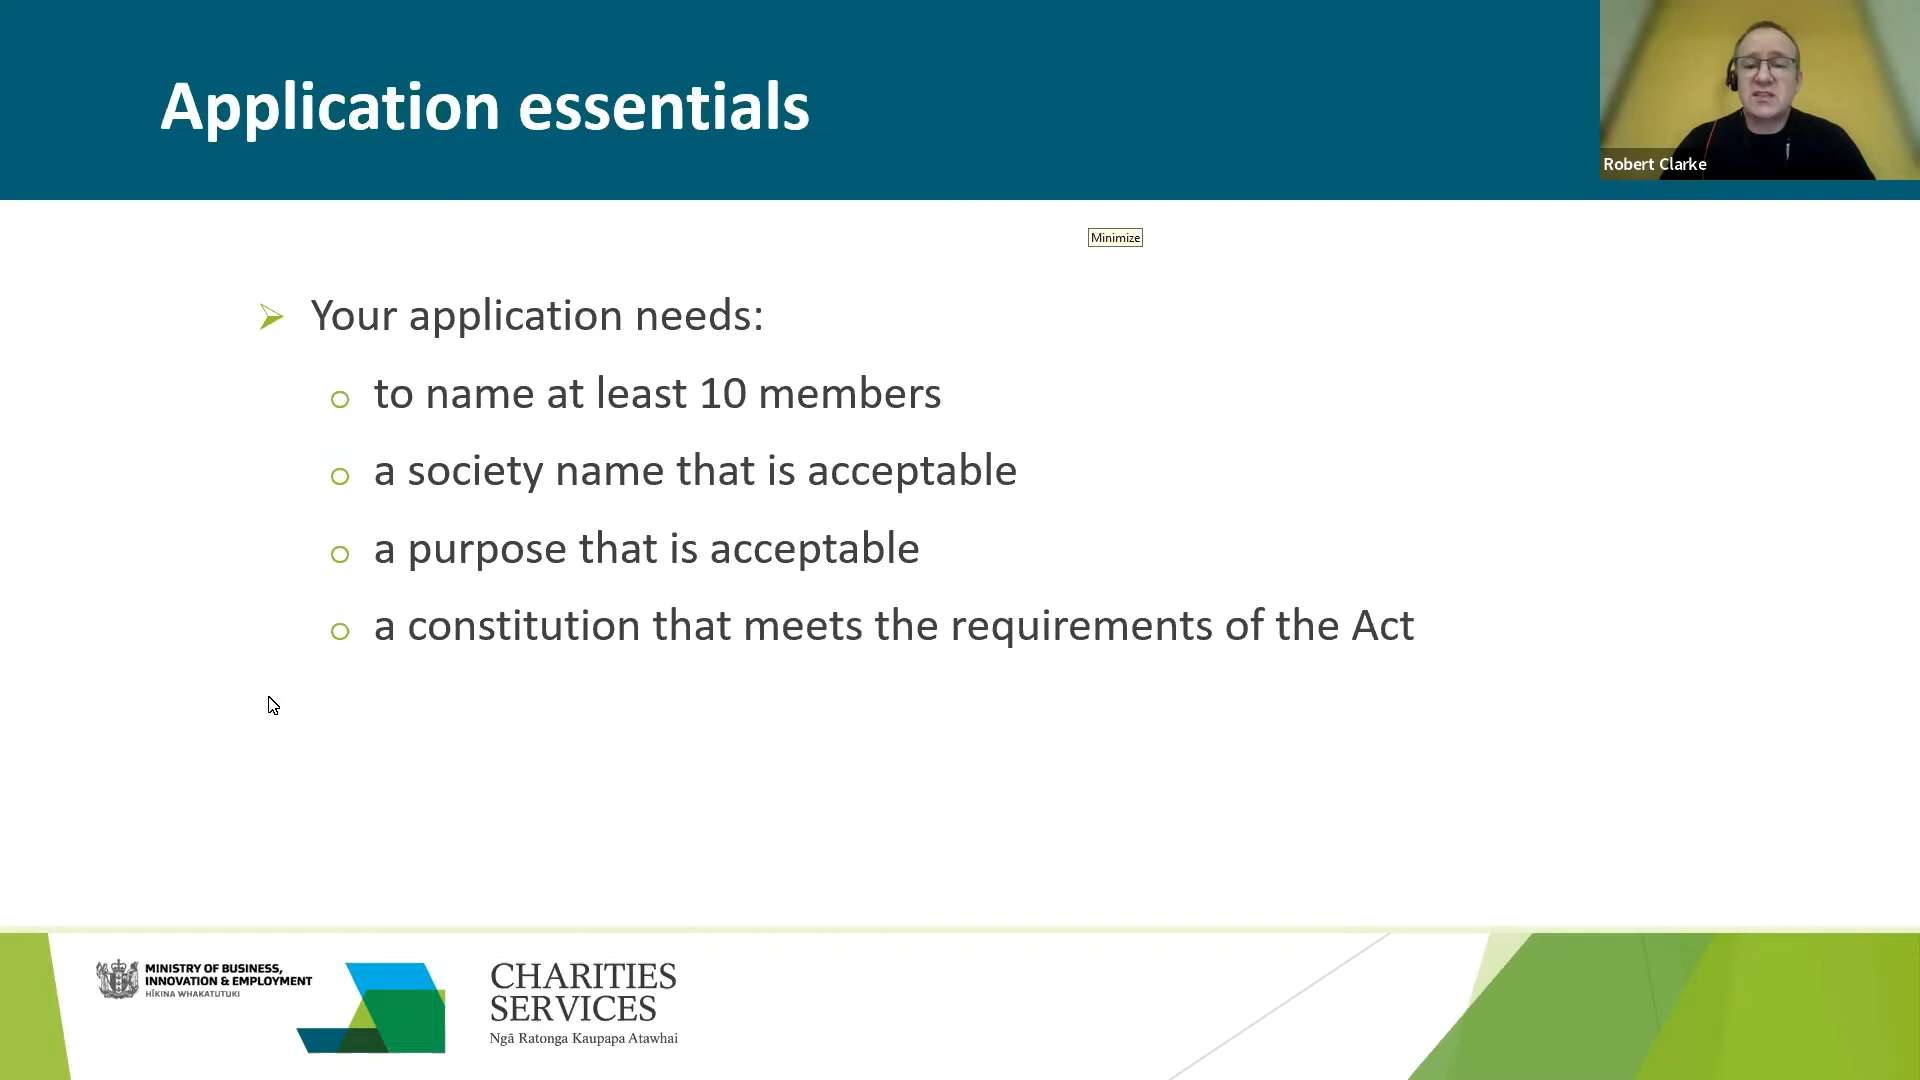 Application essentials
Robert Clarke
Minimize
Your application needs:
to name at least 10 members
a society name that is acceptable
a purpose that is acceptable
a constitution that meets the requirements of the Act
MINISTRY OF BUSINESS,
INNOVATION & EMPLOYMENT
HĪKINA WHAKATUTUKI
CHARITIES
SERVICES
Ngā Ratonga Kaupapa Atawhai